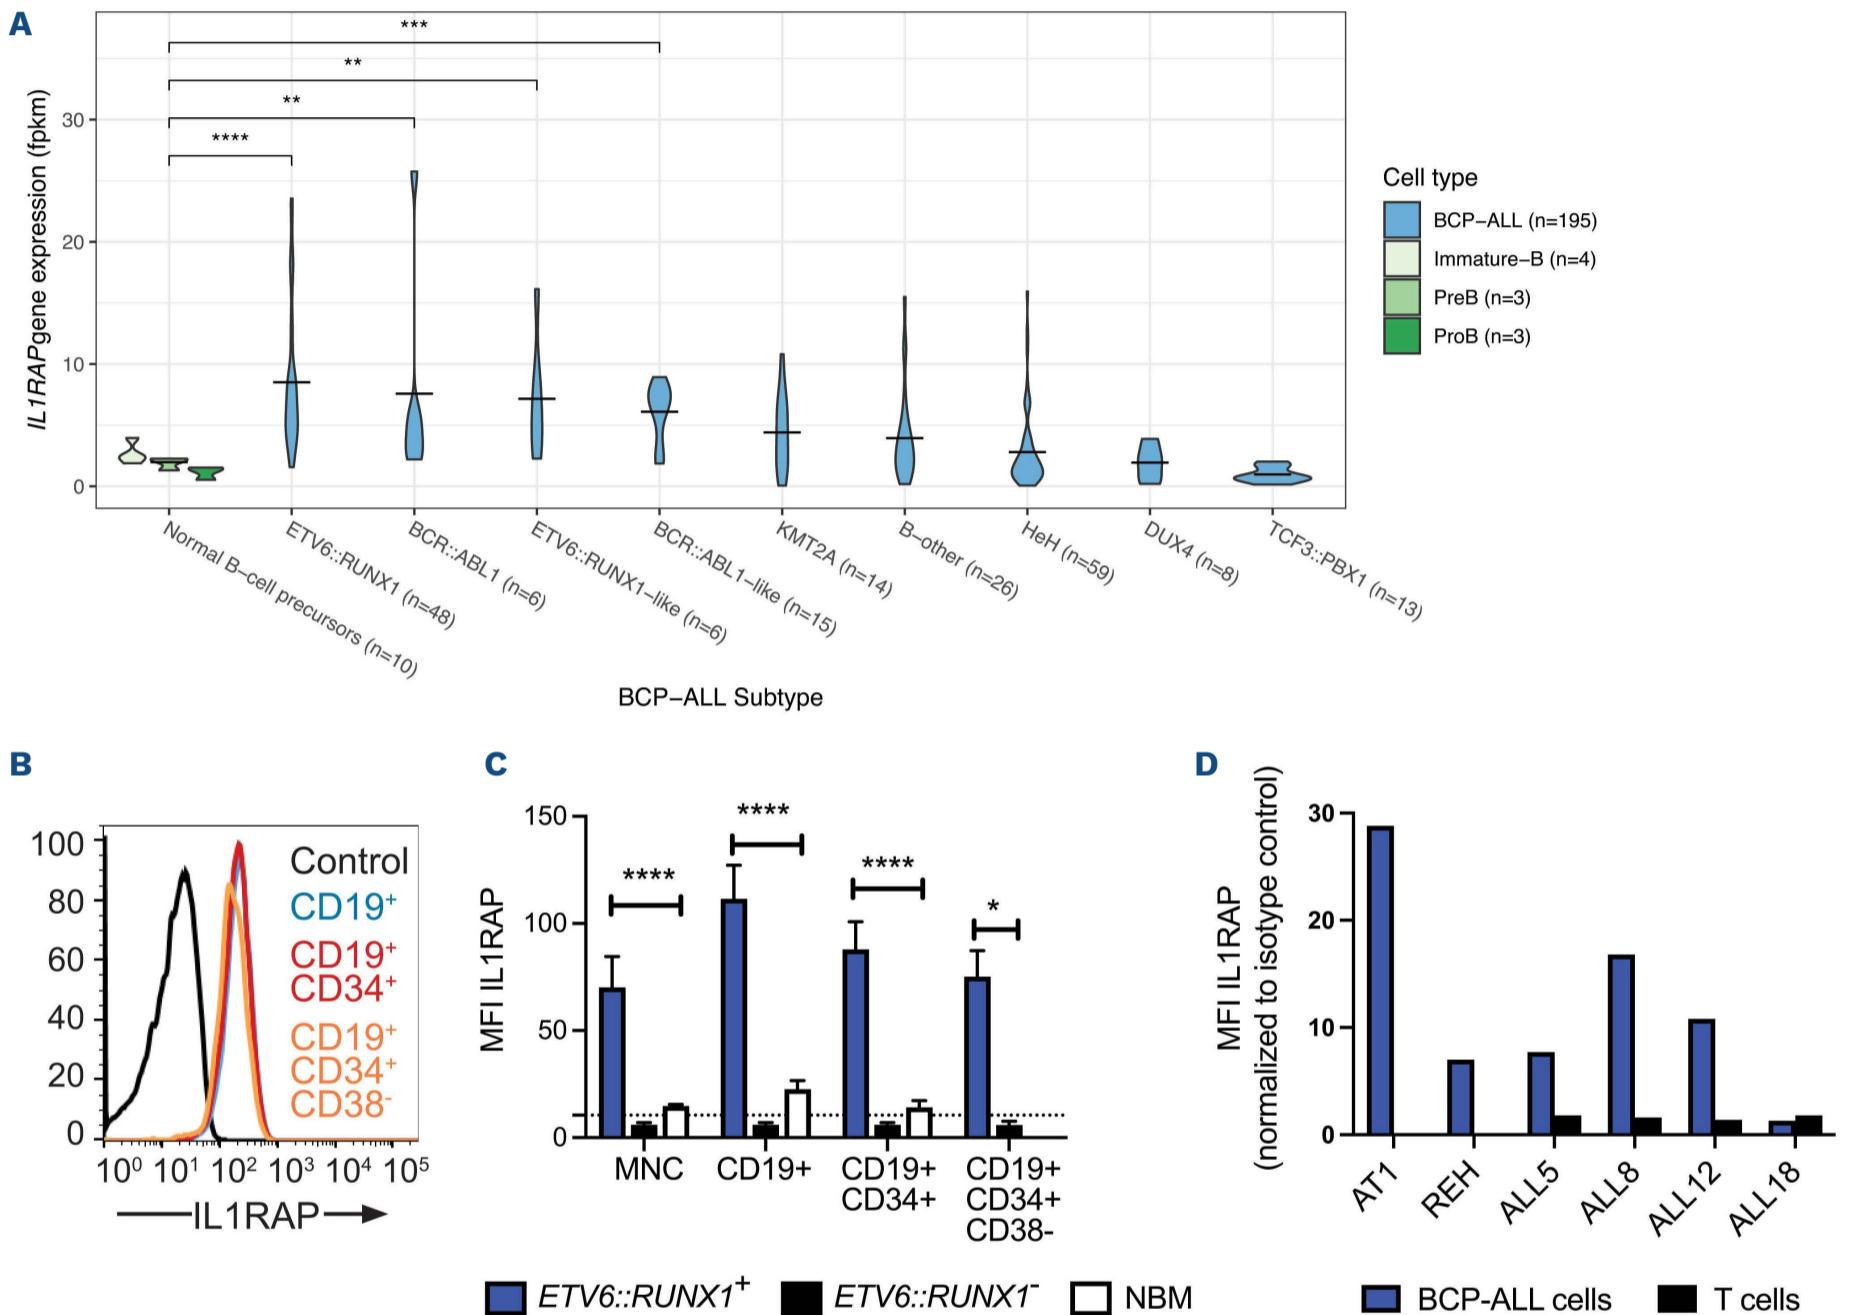 A
***
**
**
****
IL1RAPgene expression (fpkm)
30
20
10
0
Normal B-cell precursors (n=10)
ETV6::RUNX1 (n=48)
BCR::ABL1 (n=6)
ETV6::RUNX1-like (n=6)
BCR::ABL1-like (n=15)
KMT2A (n=14)
B-other (n=26)
HeH (n=59)
DUX4 (n=8)
TCF3::PBX1 (n=13)
BCP-ALL Subtype
Cell type
BCP-ALL (n=195)
Immature-B (n=4)
PreB (n=3)
ProB (n=3)
B
100
80
60
40
20
0
10⁰ 10¹ 10² 10³ 10⁴ 10⁵
IL1RAP
Control
CD19⁺
CD19⁺
CD34⁺
CD19⁺
CD34⁺
CD38⁻
C
MFI IL1RAP
150
100
50
0
****
****
****
*
MNC
CD19+
CD19+
CD34+
CD19+
CD34+
CD38-
ETV6::RUNX1⁺
ETV6::RUNX1⁻
NBM
D
MFI IL1RAP
(normalized to isotype control)
30
20
10
0
AT1
REH
ALL5
ALL8
ALL12
ALL18
BCP-ALL cells
T cells